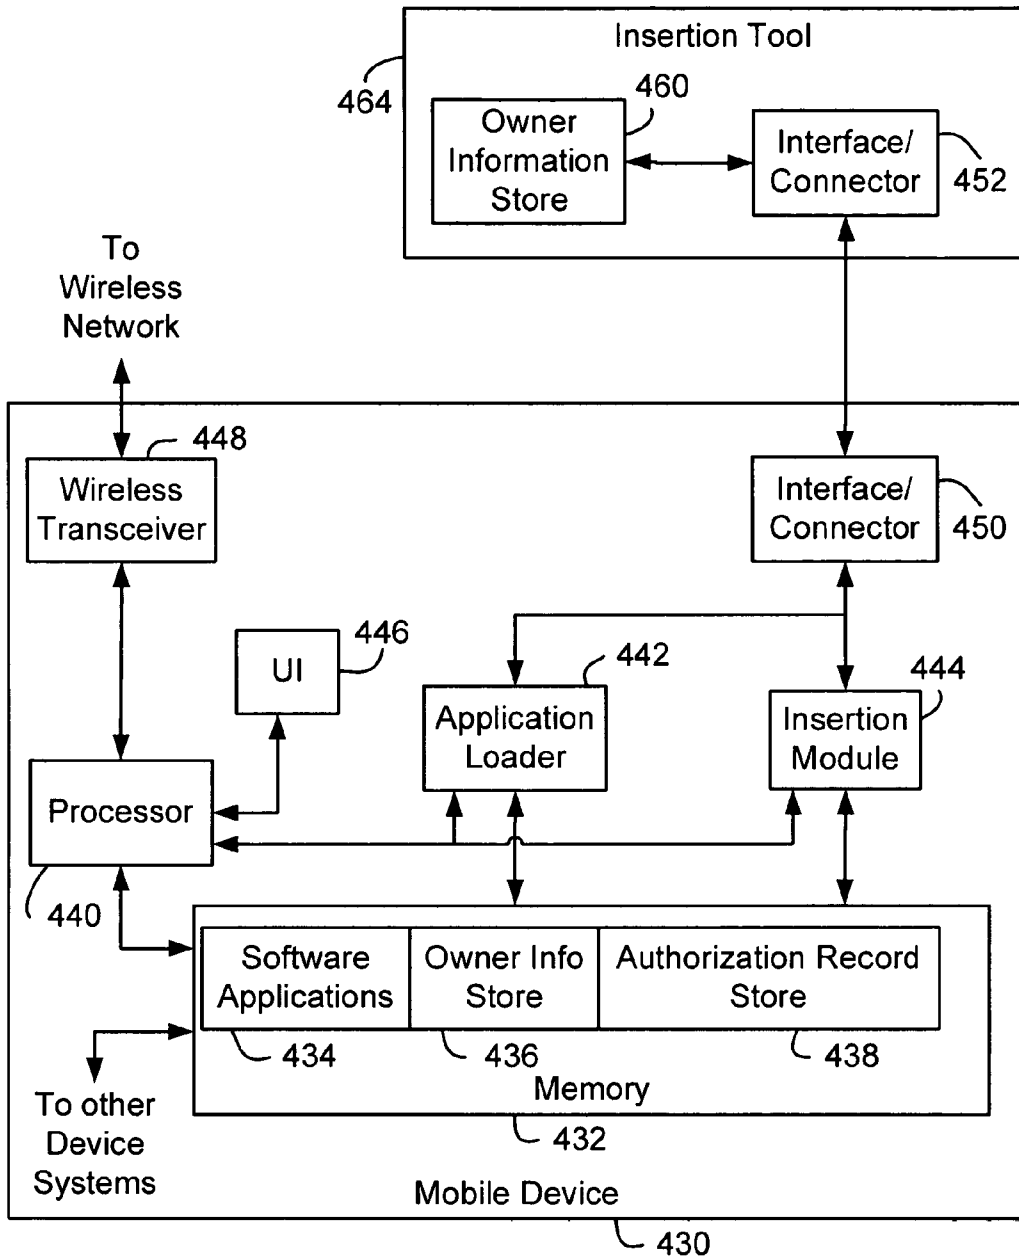 Insertion Tool
464
460
Owner
Information
Store
Interface/
Connector
452
To
Wireless
Network
448
Wireless
Transceiver
Interface/
Connector
450
UI
446
442
Application
Loader
444
Insertion
Module
Processor
440
Software
Applications
Owner Info
Store
Authorization Record
Store
434
436
438
Memory
432
To other
Device
Systems
Mobile Device
430